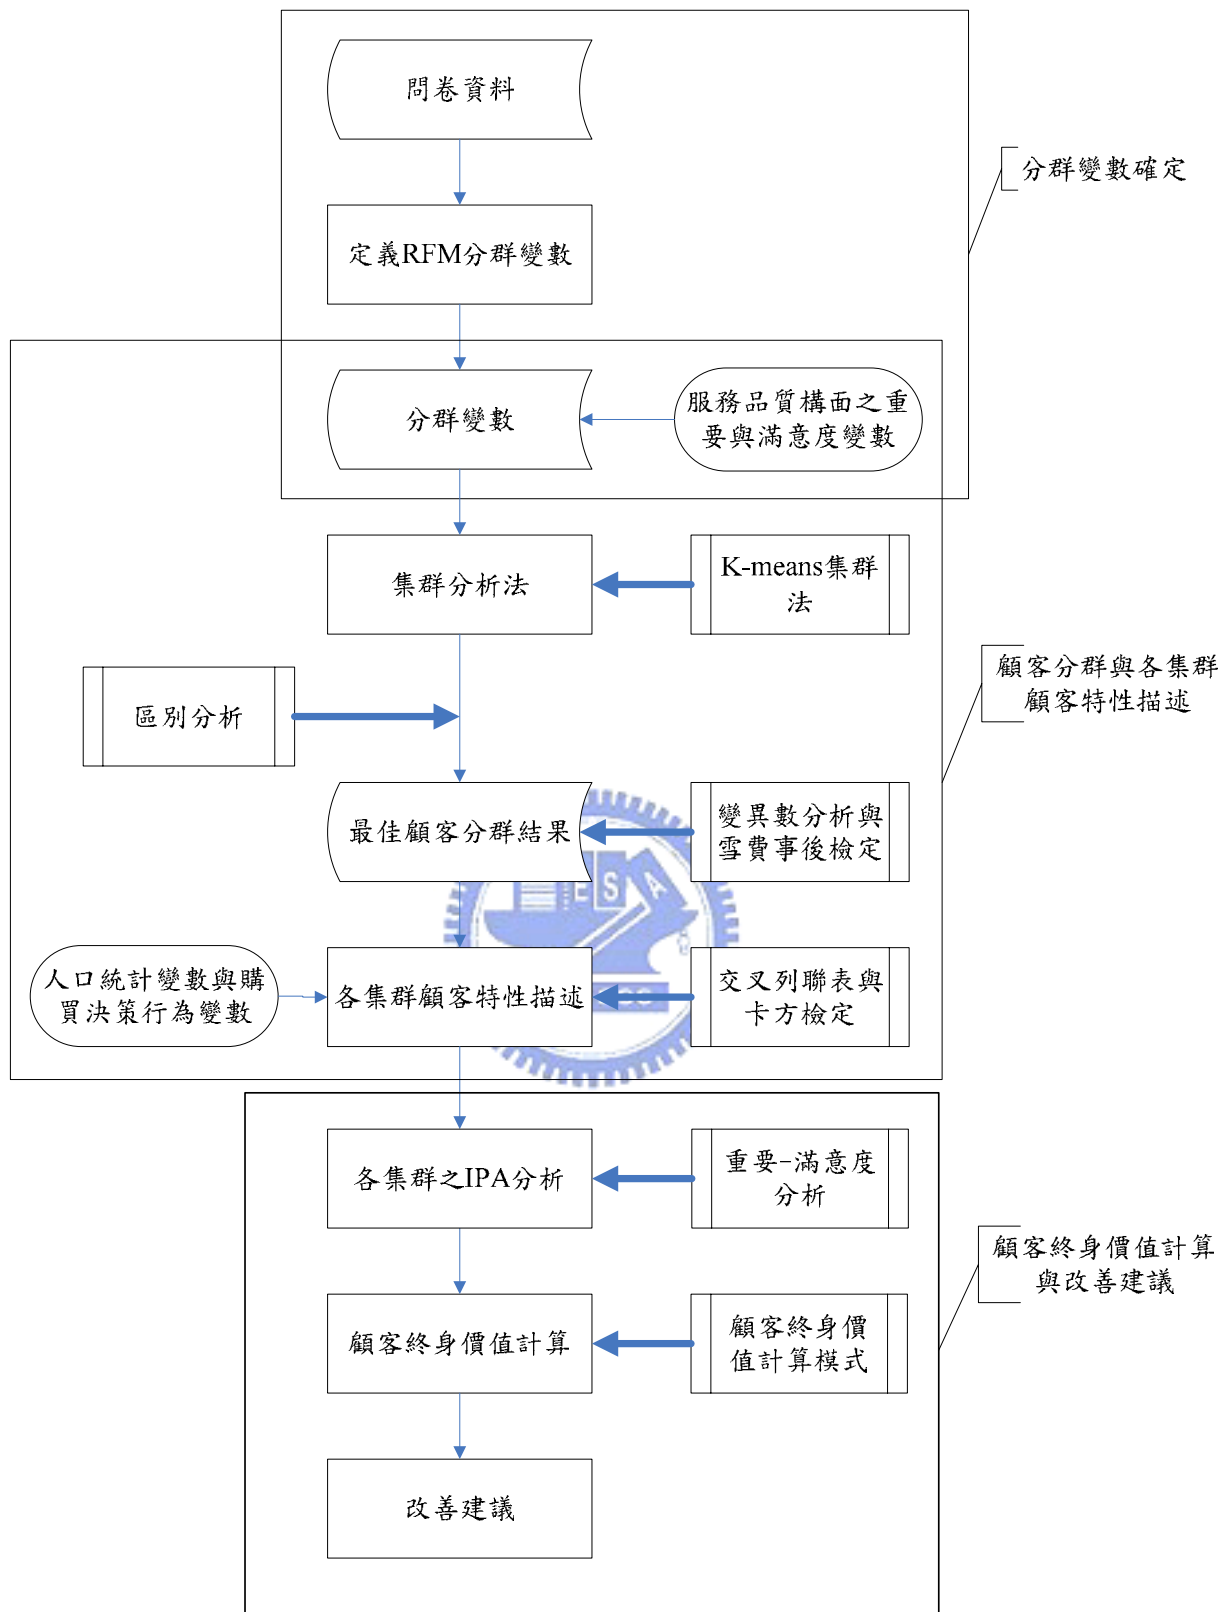 問卷資料
分群變數確定
定義RFM分群變數
分群變數
服務品質構面之重
要與滿意度變數
集群分析法
K-means集群
法
區別分析
顧客分群與各集群
顧客特性描述
最佳顧客分群結果
變異數分析與
雪費事後檢定
E S A
人口統計變數與購
買決策行為變數
各集群顧客特性描述
交叉列聯表與
卡方檢定
各集群之IPA分析
重要-滿意度
分析
顧客終身價值計算
與改善建議
顧客終身價值計算
顧客終身價
值計算模式
改善建議